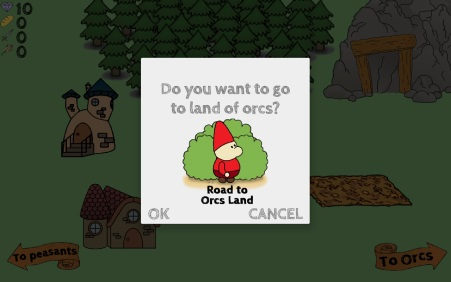 10
0
0
0
Do you want to go
to land of orcs?
Road to
Orcs Land
OK CANCEL
To peasants
To Orcs